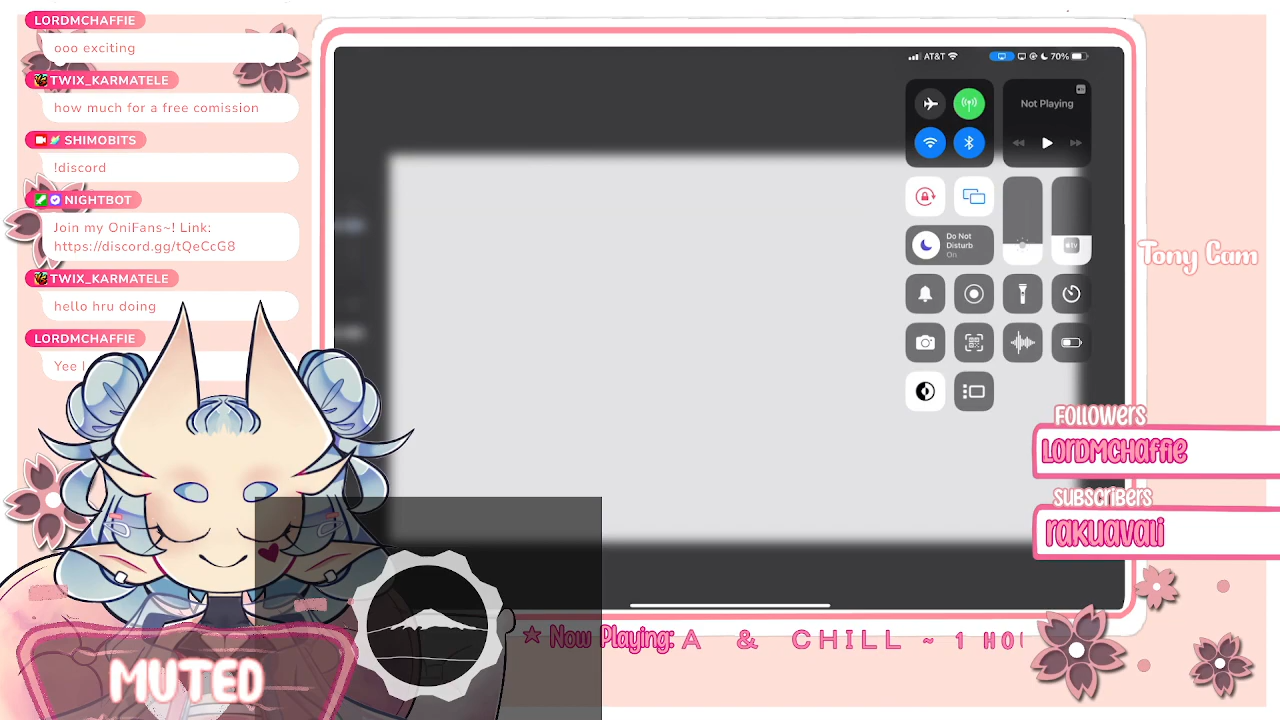 LORDMCHAFFIE
ooo exciting
TWIX_KARMATELE
how much for a free comission
SHIMOBITS
!discord
NIGHTBOT
Join my OniFans~! Link:
https://discord.gg/tQeCcG8
TWIX_KARMATELE
hello hru doing
LORDMCHAFFIE
Yee
MUTED
AT&T
70%
Not Playing
Do Not
Disturb
On
tv
Tony Cam
Followers
LORDMCHAFFIE
SUBSCRIBERS
rakuavali
☆ Now Playing: A & CHILL ~ 1 HO